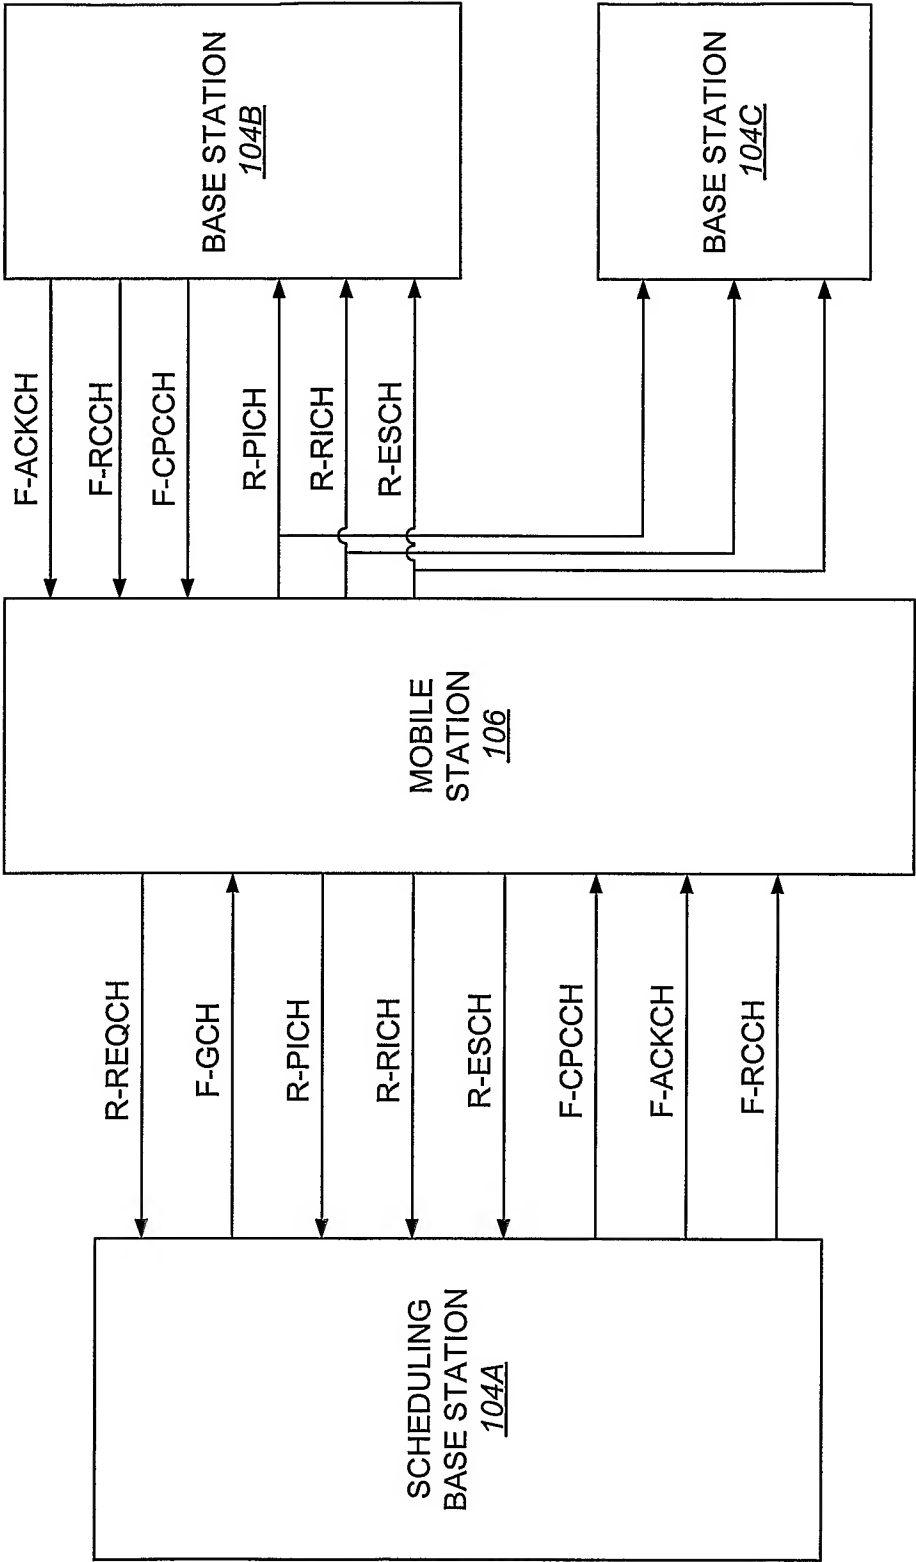 SCHEDULING
BASE STATION
104A
R-REQCH
F-GCH
R-PICH
R-RICH
R-ESCH
F-CPCCH
F-ACKCH
F-RCCH
MOBILE
STATION
106
F-ACKCH
F-RCCH
F-CPCCH
R-PICH
R-RICH
R-ESCH
BASE STATION
104B
BASE STATION
104C